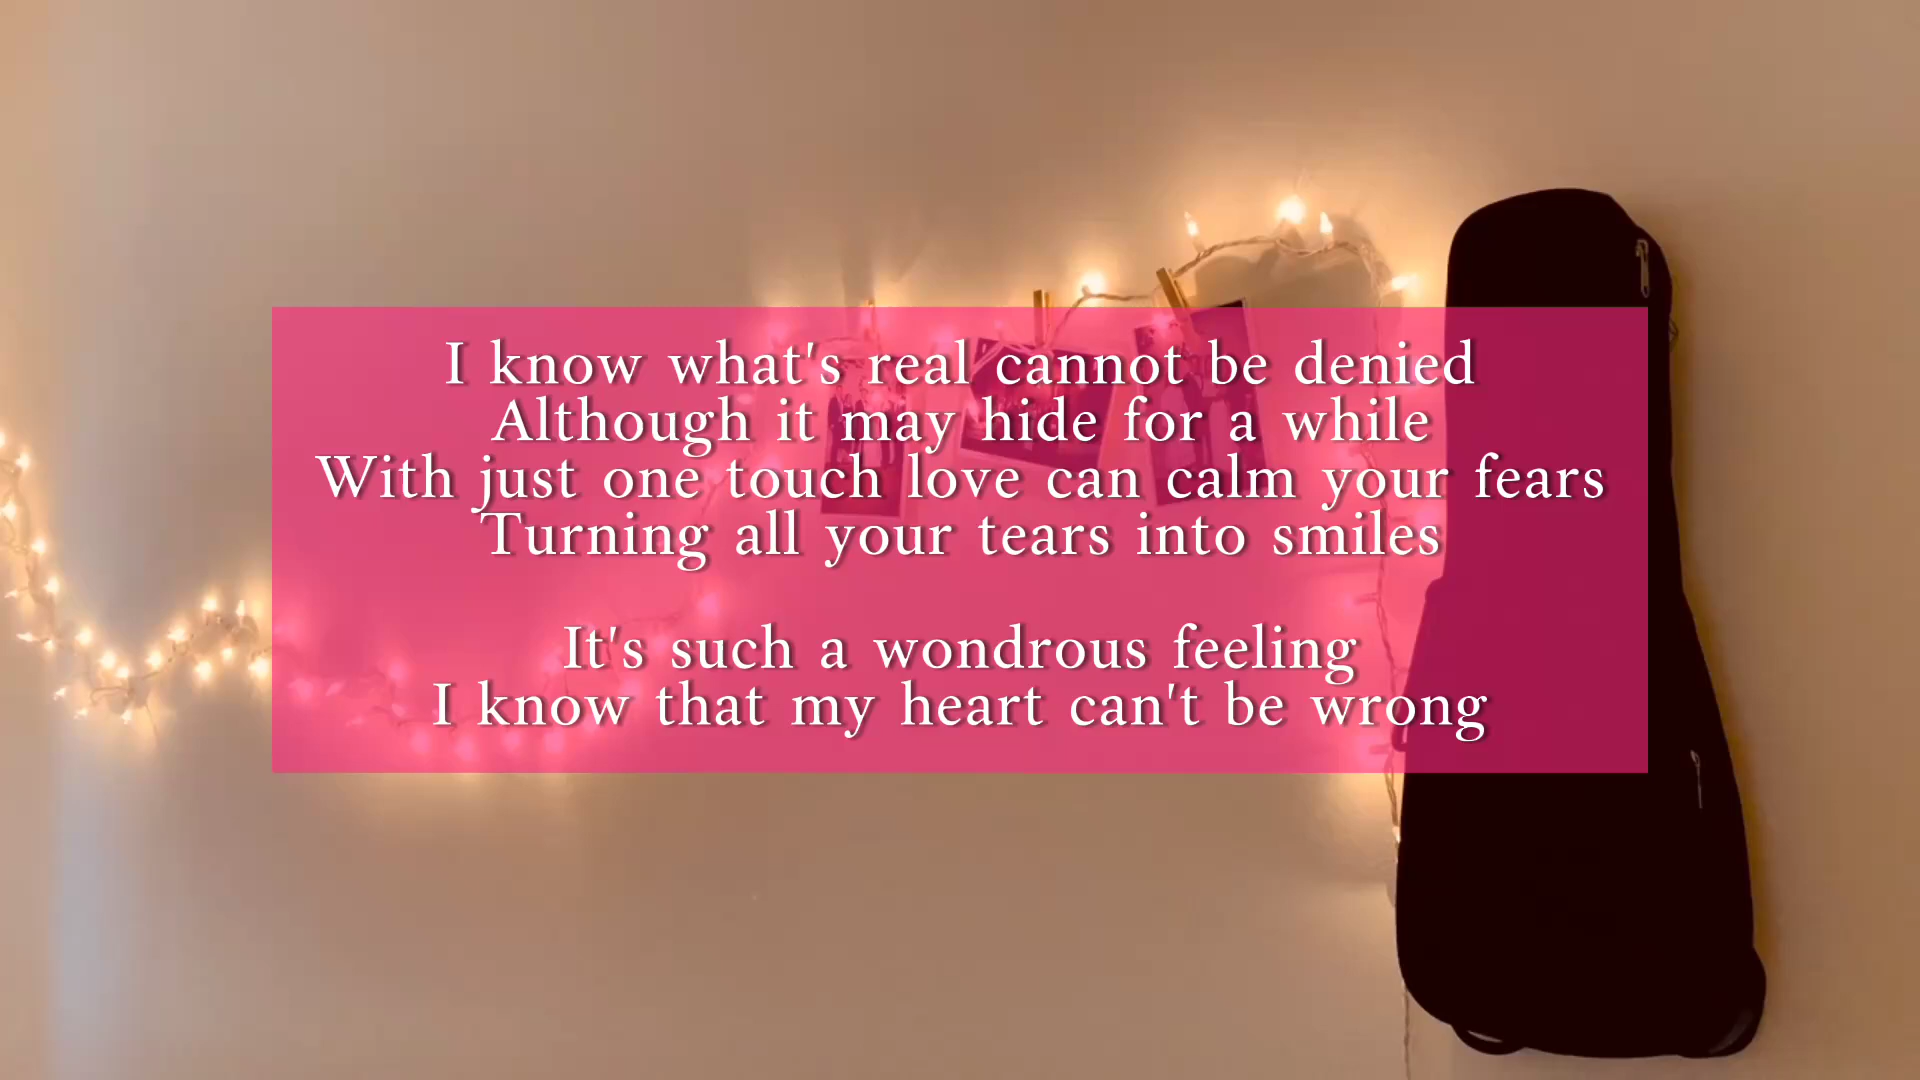 I know what's real cannot be denied
Although it may hide for a while
With just one touch love can calm your fears
Turning all your tears into smiles
It's such a wondrous feeling
I know that my heart can't be wrong